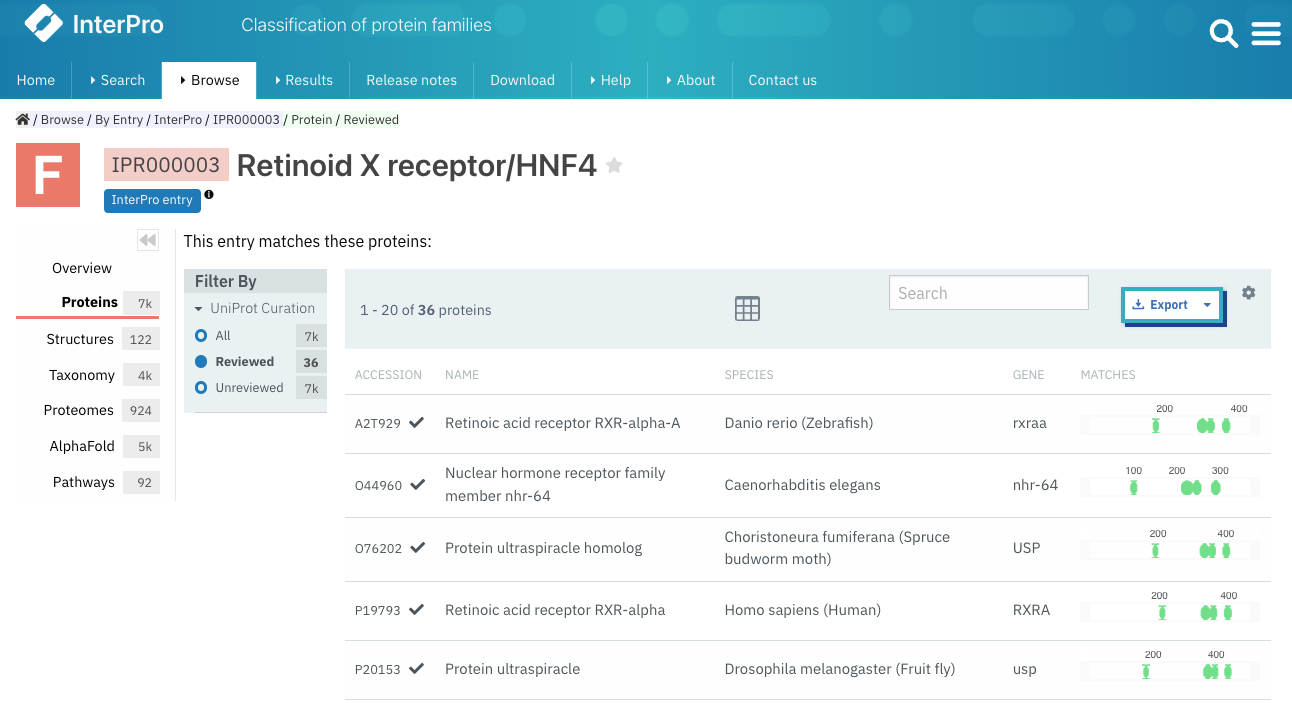 InterPro
Classification of protein families
Home
Search
Browse
Results
Release notes
Download
Help
About
Contact us
/ Browse / By Entry / InterPro / IPR000003 / Protein / Reviewed
F
IPR000003 Retinoid X receptor/HNF4
InterPro entry
Overview
Proteins 7k
Structures 122
Taxonomy 4k
Proteomes 924
AlphaFold 5k
Pathways 92
This entry matches these proteins:
Filter By
UniProt Curation
All 7k
Reviewed 36
Unreviewed 7k
1 - 20 of 36 proteins
Search
Export
ACCESSION NAME SPECIES GENE MATCHES
200 400
A2T929 Retinoic acid receptor RXR-alpha-A Danio rerio (Zebrafish) rxraa
100 200 300
Nuclear hormone receptor family
O44960 Caenorhabditis elegans nhr-64
member nhr-64
200 400
Choristoneura fumiferana (Spruce
O76202 Protein ultraspiracle homolog USP
budworm moth)
200 400
P19793 Retinoic acid receptor RXR-alpha Homo sapiens (Human) RXRA
200 400
P20153 Protein ultraspiracle Drosophila melanogaster (Fruit fly) usp